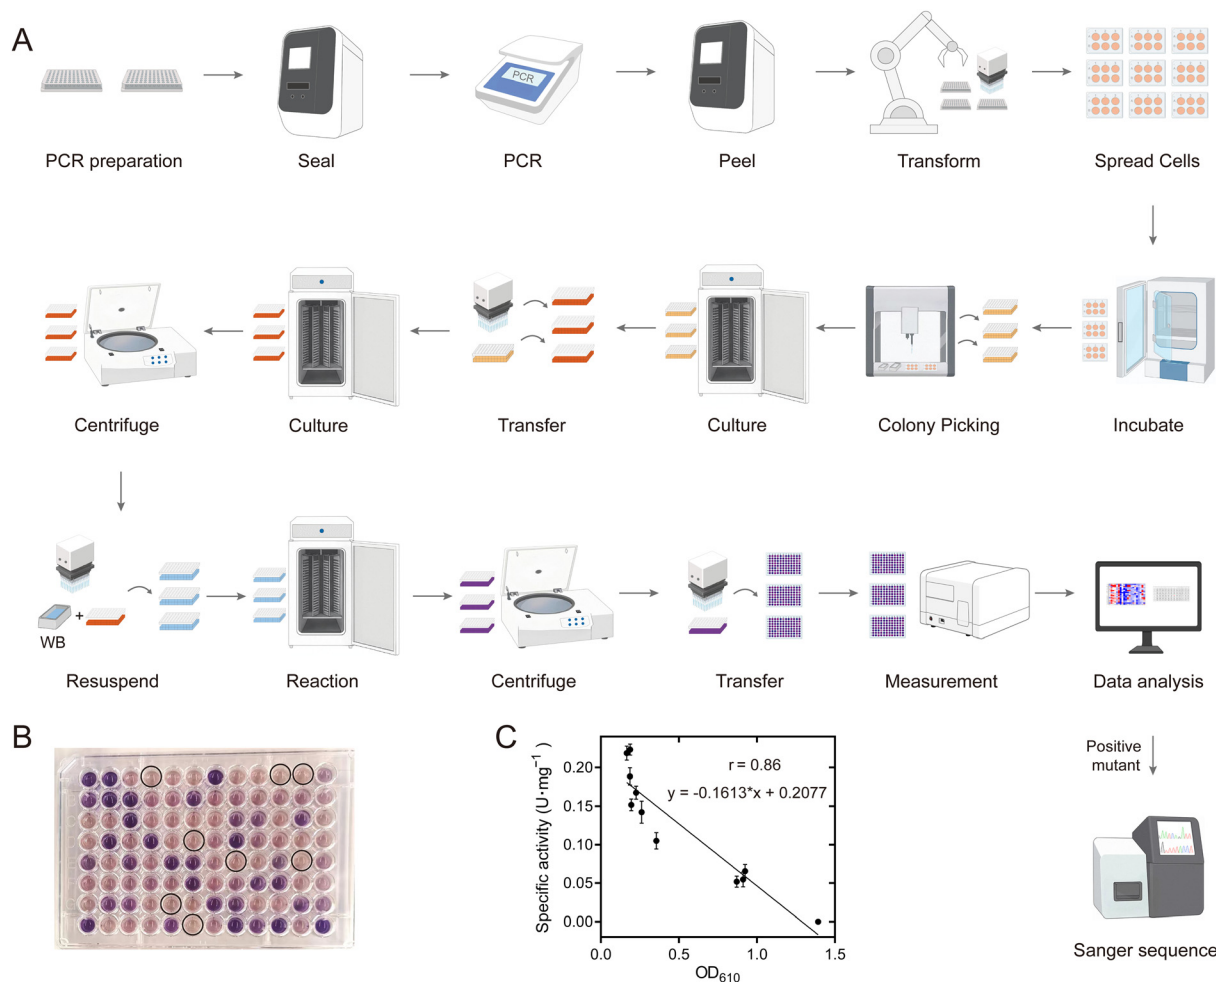 A
PCR
PCR preparation
Seal
PCR
Peel
Transform
Spread Cells
Centrifuge
Culture
Transfer
Culture
Colony Picking
Incubate
+
WB
Resuspend
Reaction
Centrifuge
Transfer
Measurement
Data analysis
Positive
mutant
Sanger sequence
B
C
r = 0.86
y = -0.1613*x + 0.2077
Specific activity (U·mg⁻¹)
0.20
0.15
0.10
0.05
0.00
0.0
0.5
1.0
1.5
OD₆₁₀